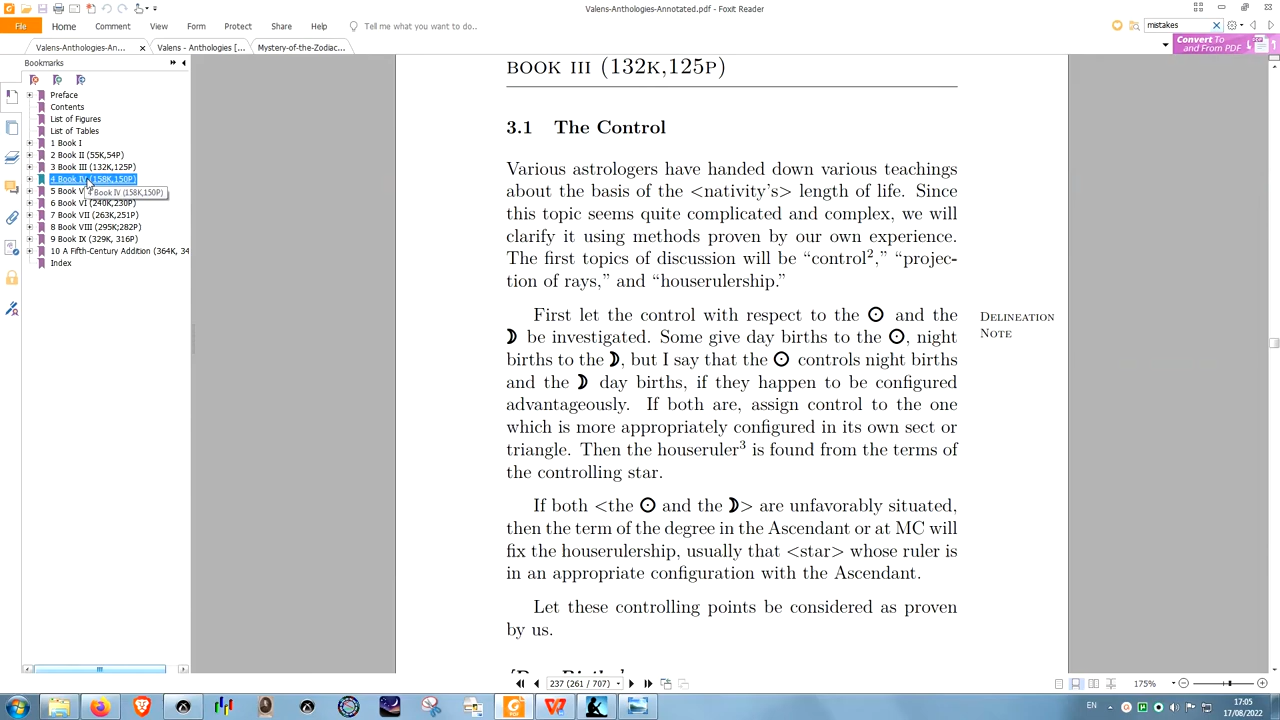 Valens-Anthologies-Annotated.pdf - Foxit Reader
File Home Comment View Form Protect Share Help Tell me what you want to do... mistakes
Valens-Anthologies-An... Valens - Anthologies [... Mystery-of-the-Zodiac...
Convert To
and From PDF
Bookmarks
Preface
Contents
List of Figures
List of Tables
1 Book I
2 Book II (55K,54P)
3 Book III (132K,125P)
4 Book IV (158K,150P)
5 Book V
4 Book IV (158K,150P)
6 Book VI (240K,230P)
7 Book VII (263K,251P)
8 Book VIII (295K,282P)
9 Book IX (329K, 316P)
10 A Fifth-Century Addition (364K, 34
Index
BOOK III (132K,125P)
3.1 The Control
Various astrologers have handed down various teachings
about the basis of the <nativity's> length of life. Since
this topic seems quite complicated and complex, we will
clarify it using methods proven by our own experience.
The first topics of discussion will be “control²,” “projec-
tion of rays,” and “houserulership.”
First let the control with respect to the ☉ and the
☽ be investigated. Some give day births to the ☉, night
births to the ☽, but I say that the ☉ controls night births
and the ☽ day births, if they happen to be configured
advantageously. If both are, assign control to the one
which is more appropriately configured in its own sect or
triangle. Then the houseruler³ is found from the terms of
the controlling star.
Delineation
Note
If both <the ☉ and the ☽> are unfavorably situated,
then the term of the degree in the Ascendant or at MC will
fix the houserulership, usually that <star> whose ruler is
in an appropriate configuration with the Ascendant.
Let these controlling points be considered as proven
by us.
237 (261 / 707)
175%
EN
17:05
17/08/2022